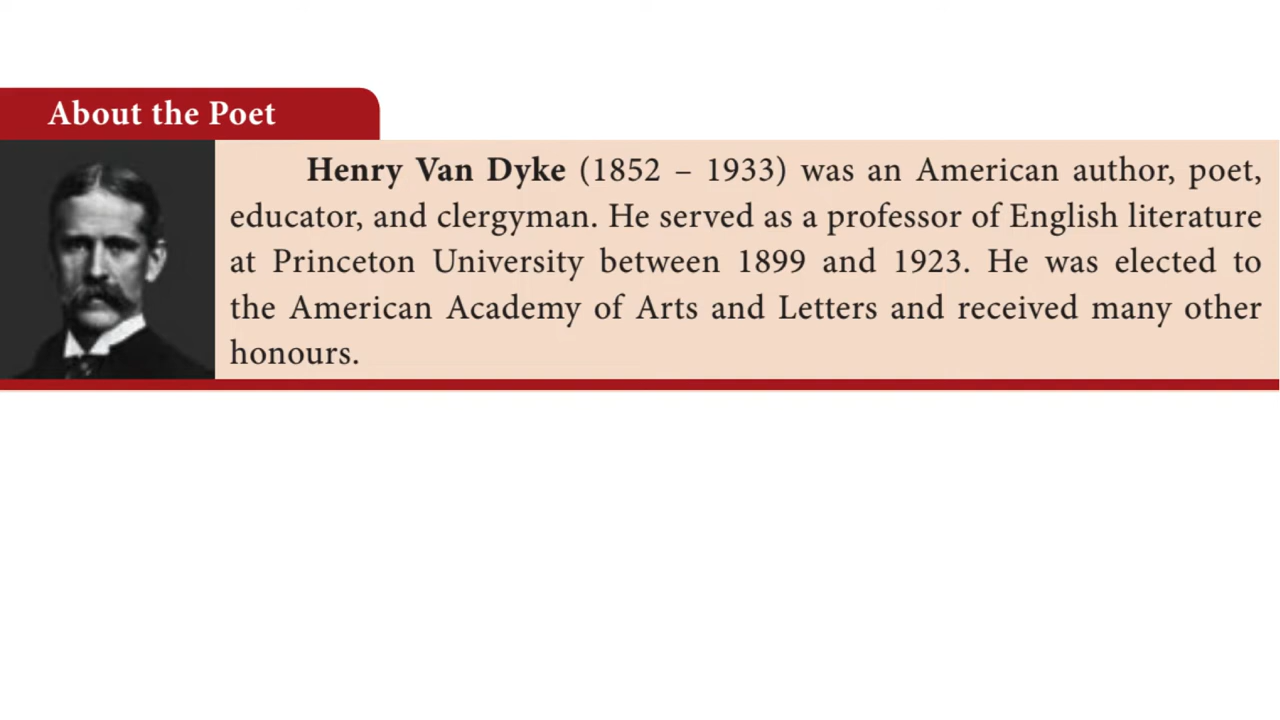 About the Poet
Henry Van Dyke (1852 – 1933) was an American author, poet,
educator, and clergyman. He served as a professor of English literature
at Princeton University between 1899 and 1923. He was elected to
the American Academy of Arts and Letters and received many other
honours.